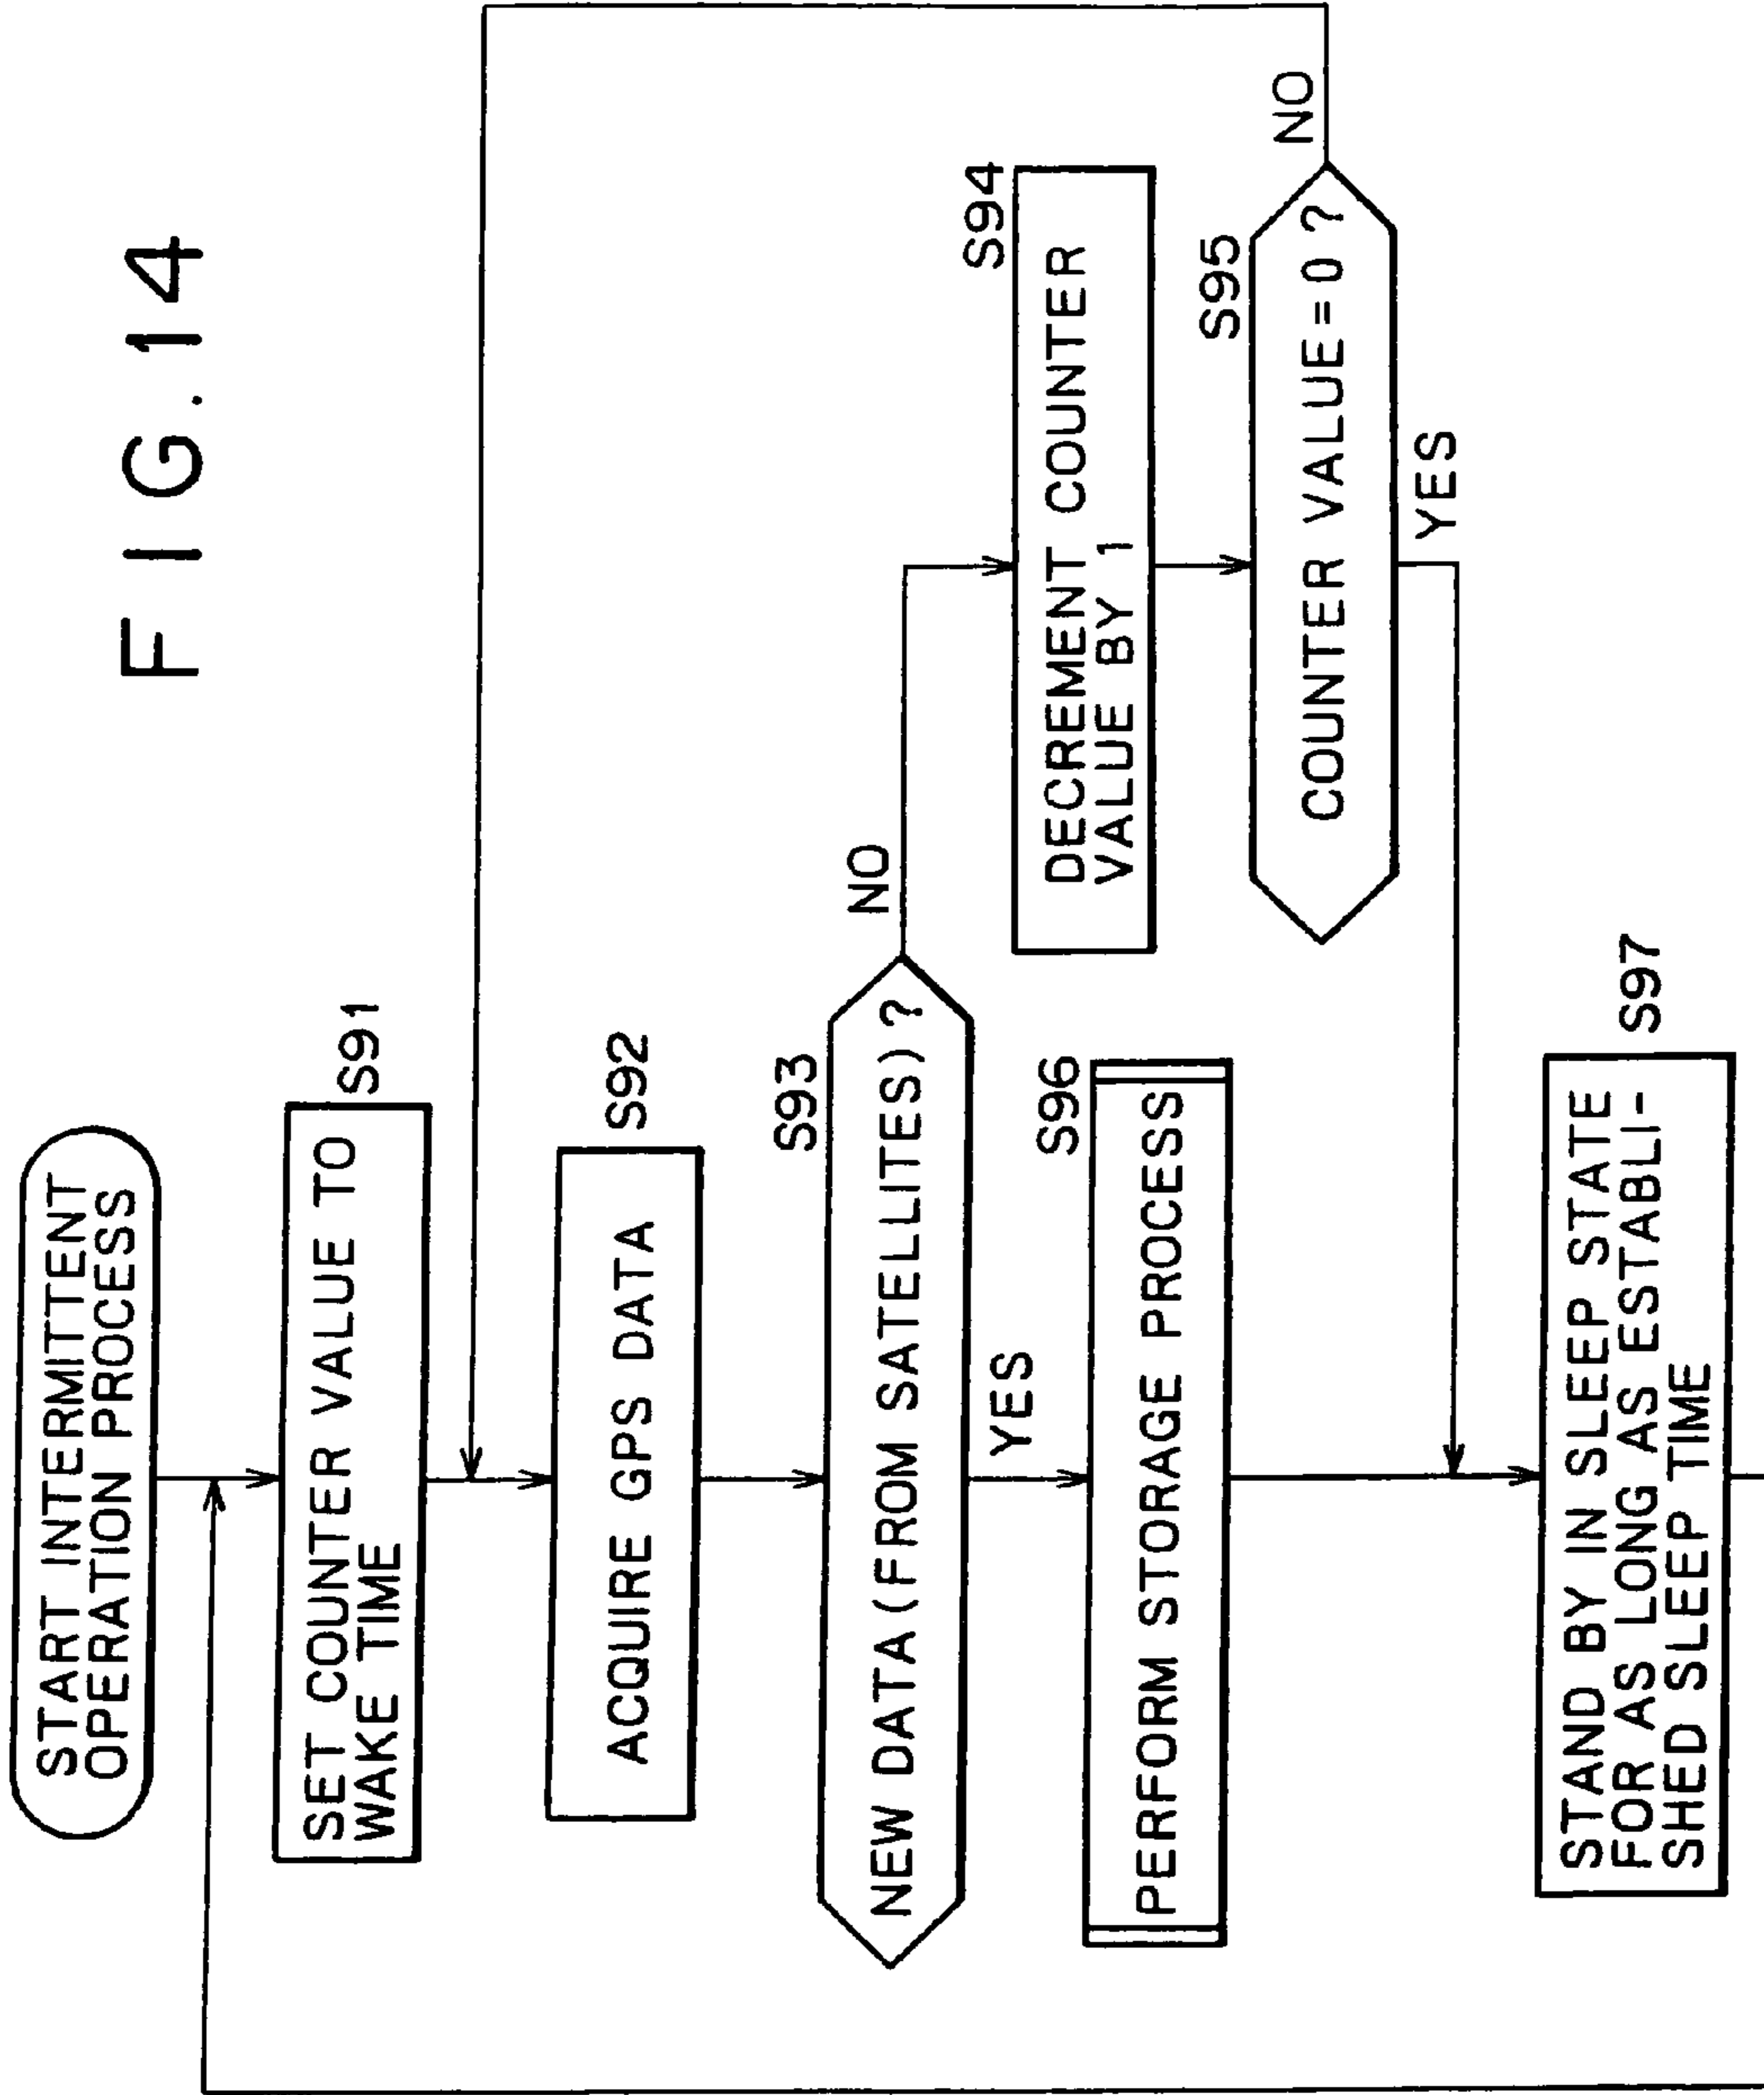 FIG.14
START INTERMITTENT
OPERATION PROCESS
SET COUNTER VALUE TO
WAKE TIME
S91
ACQUIRE GPS DATA
S92
S93
NEW DATA(FROM SATELLITES)?
NO
YES
S94
DECREMENT COUNTER
VALUE BY 1
S95
COUNTER VALUE=0 ?
NO
YES
S96
PERFORM STORAGE PROCESS
STAND BY IN SLEEP STATE
FOR AS LONG AS ESTABLI-
SHED SLEEP TIME
S97